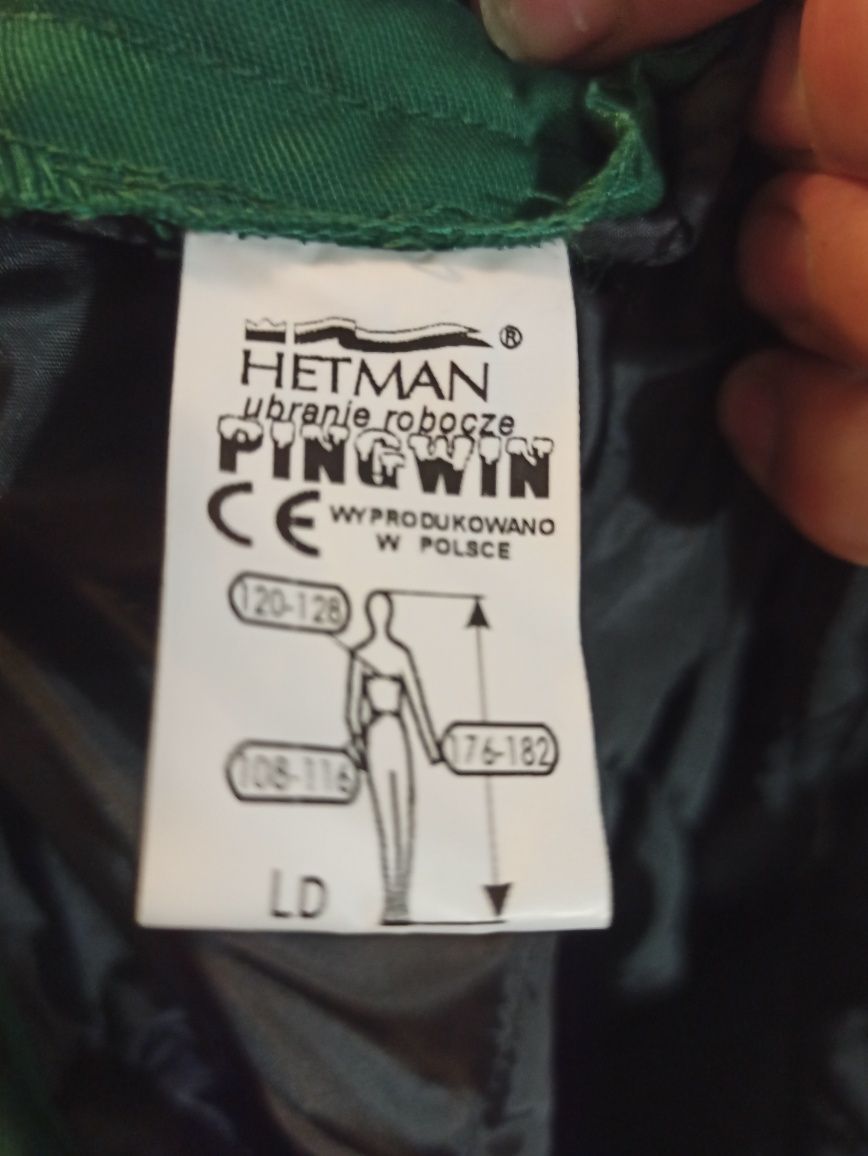 ®
HETMAN
ubranie robocze
PINGWIN
CE WYPRODUKOWANO
W POLSCE
120-128
176-182
108-116
LD